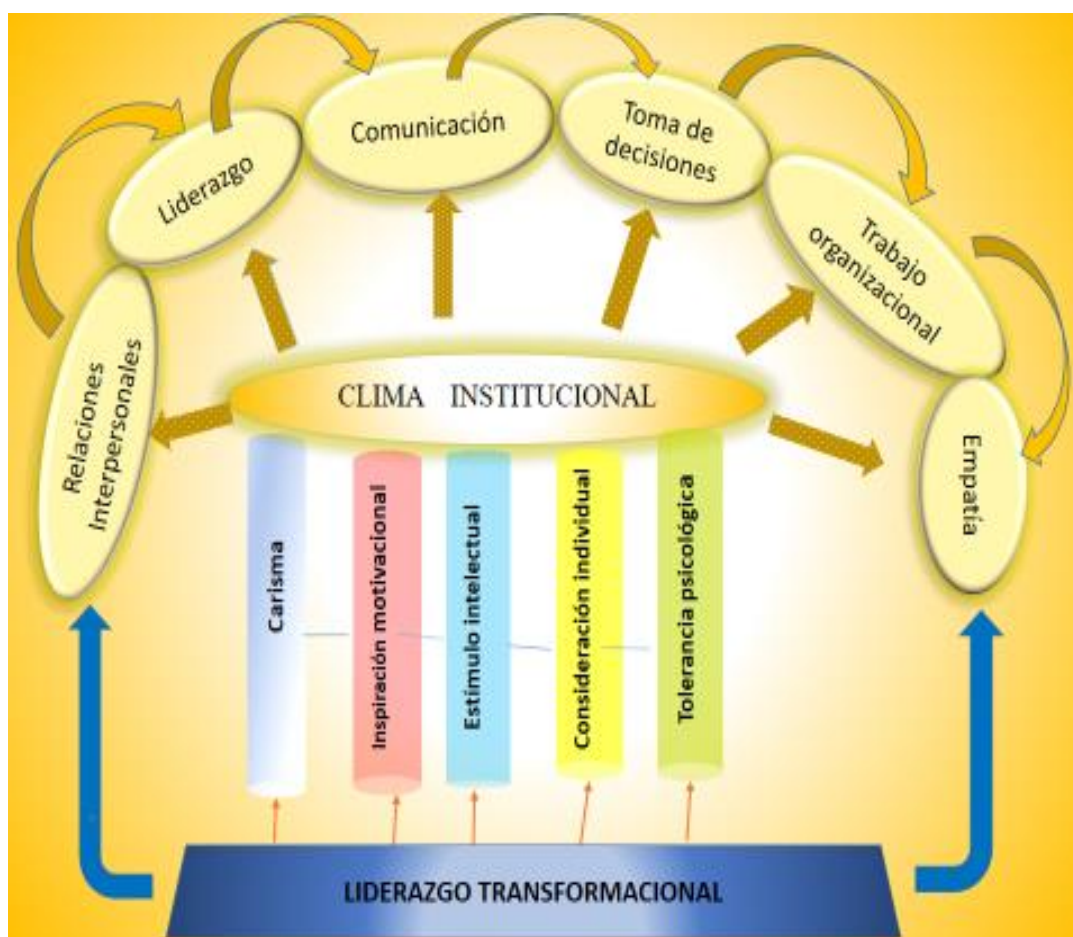 Comunicación
Toma de
decisiones
Liderazgo
Trabajo
organizacional
Relaciones
Interpersonales
CLIMA INSTITUCIONAL
Empatía
Carisma
Inspiración motivacional
Estímulo intelectual
Consideración individual
Tolerancia psicológica
LIDERAZGO TRANSFORMACIONAL